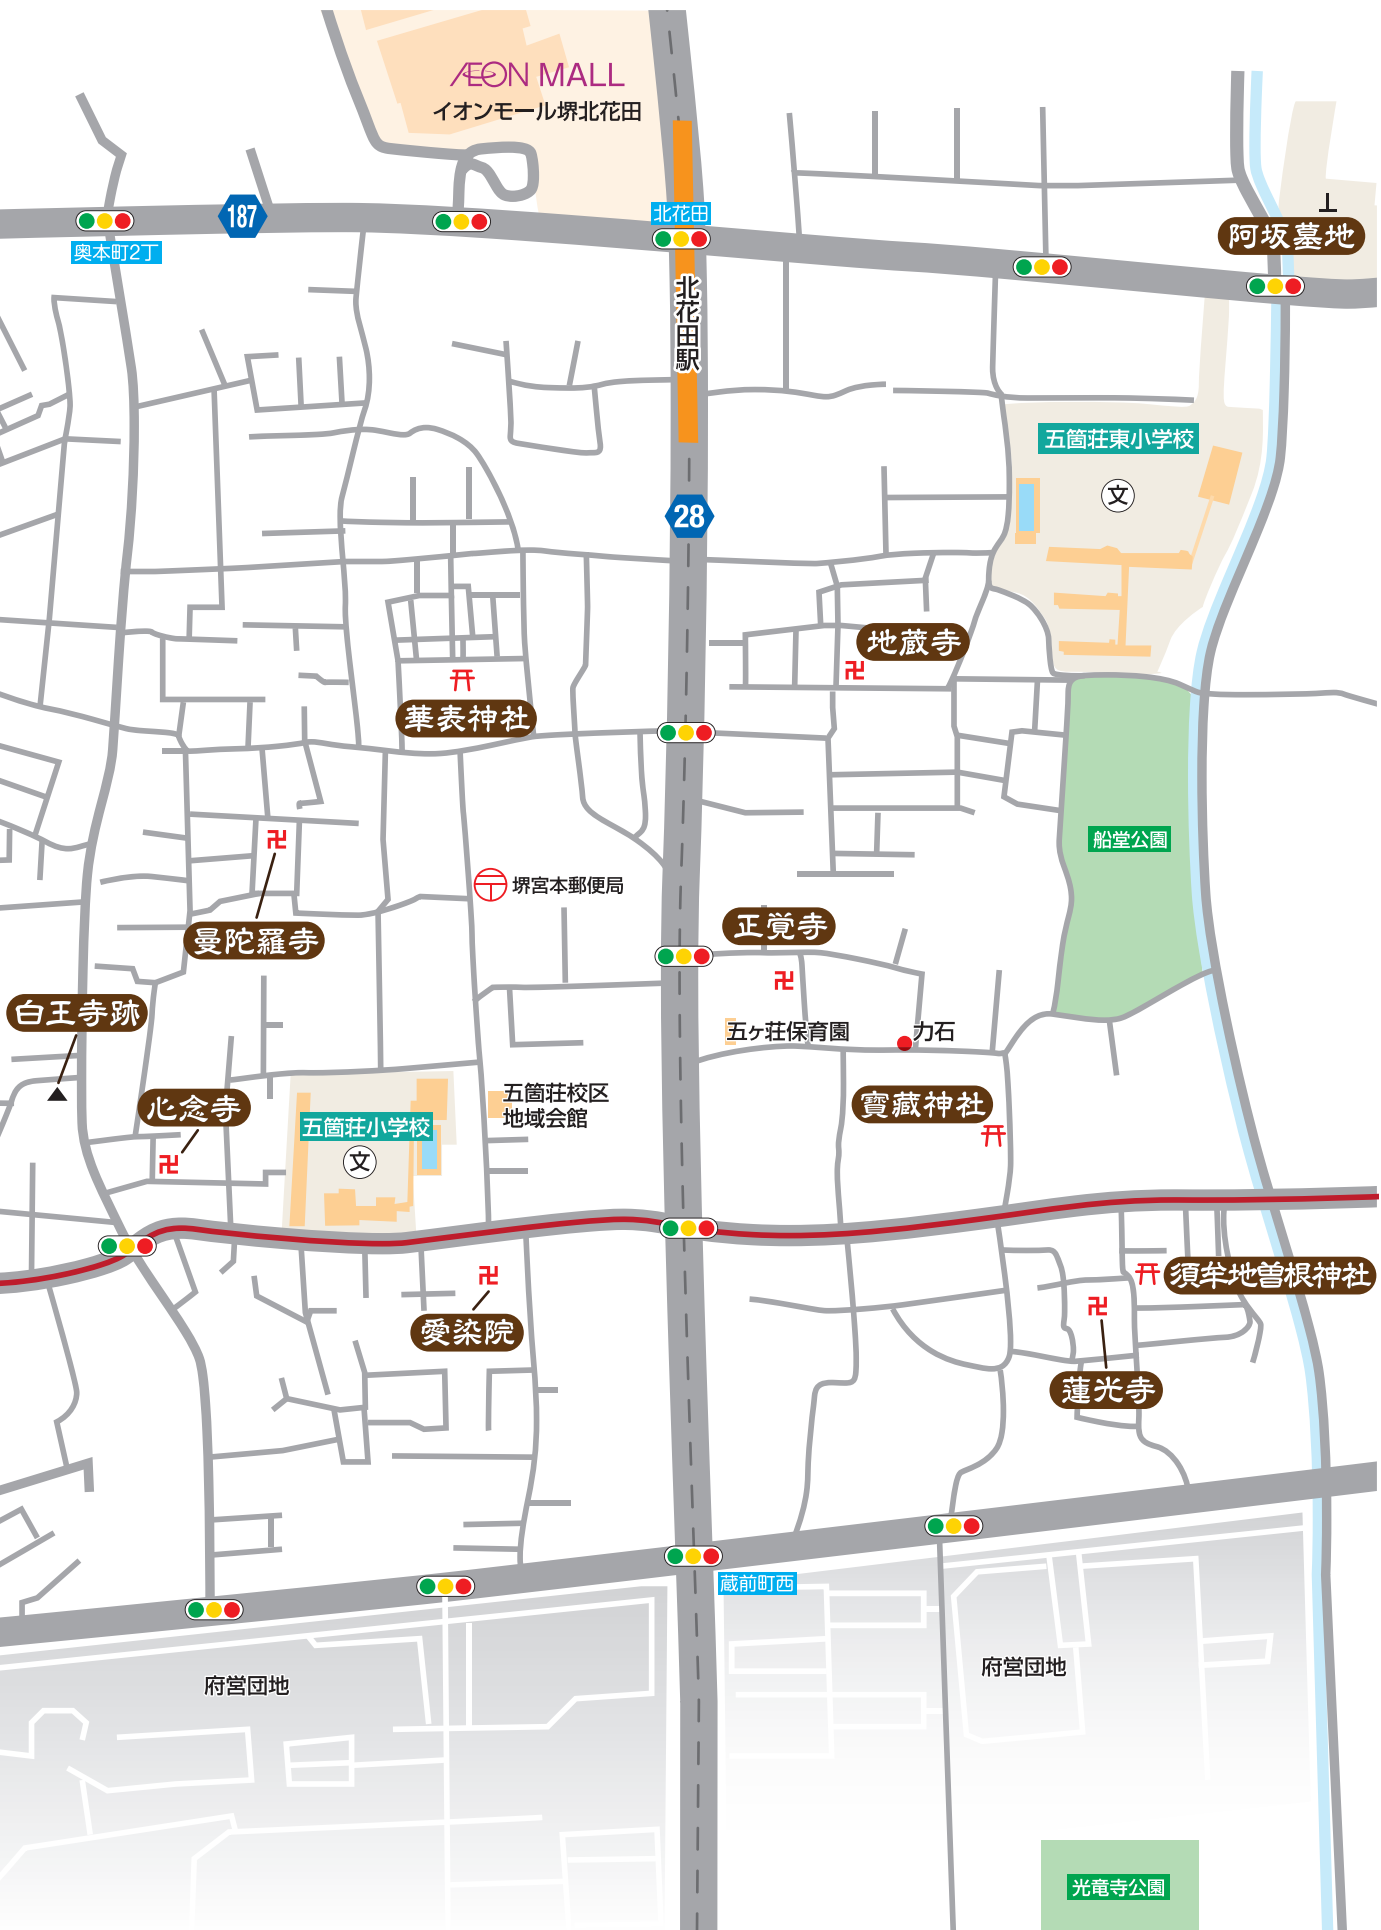 ÆON MALL
イオンモール堺北花田
187
北花田
阿坂墓地
奥本町2丁
北花田駅
五箇荘東小学校
文
28
地蔵寺
華表神社
船堂公園
堺宮本郵便局
曼陀羅寺
正覚寺
白王寺跡
五ヶ荘保育園
力石
心念寺
五箇荘校区
地域会館
寶藏神社
五箇荘小学校
文
須牟地曽根神社
愛染院
蓮光寺
蔵前町西
府営団地
府営団地
光竜寺公園